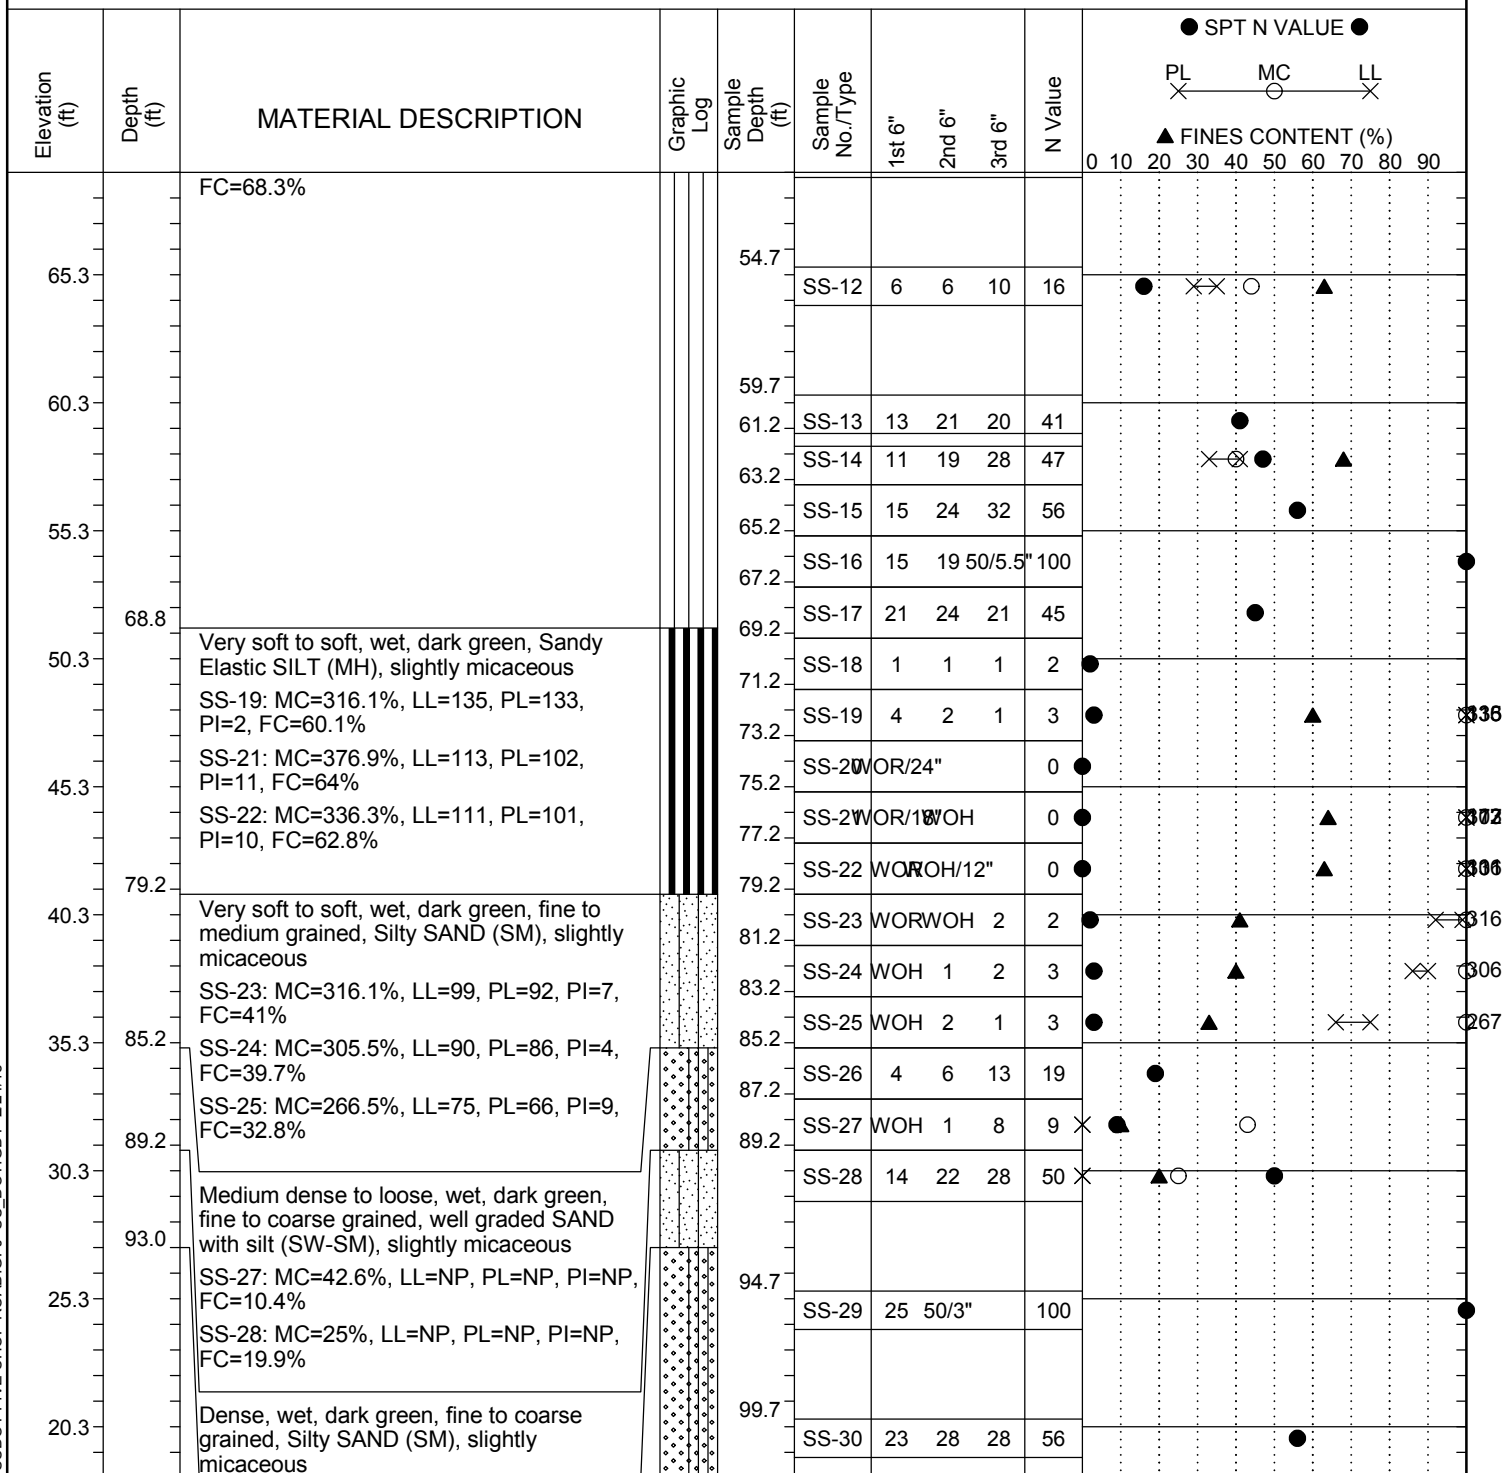 ● SPT N VALUE ●
PL MC LL
▲ FINES CONTENT (%)
0 10 20 30 40 50 60 70 80 90
Elevation (ft)
Depth (ft)
MATERIAL DESCRIPTION
Graphic Log
Sample Depth (ft)
Sample No./Type
1st 6"
2nd 6"
3rd 6"
N Value
FC=68.3%
54.7
65.3
SS-12 6 6 10 16
59.7
60.3
61.2 SS-13 13 21 20 41
SS-14 11 19 28 47
63.2
SS-15 15 24 32 56
65.2
55.3
SS-16 15 19 50/5.5" 100
67.2
68.8
SS-17 21 24 21 45
69.2
Very soft to soft, wet, dark green, Sandy
Elastic SILT (MH), slightly micaceous
50.3
SS-18 1 1 1 2
71.2
SS-19: MC=316.1%, LL=135, PL=133,
PI=2, FC=60.1%
SS-19 4 2 1 3
73.2
SS-21: MC=376.9%, LL=113, PL=102,
PI=11, FC=64%
SS-20 WOR/24" 0
75.2
45.3
SS-22: MC=336.3%, LL=111, PL=101,
PI=10, FC=62.8%
SS-21 WOR/18" WOH 0
77.2
SS-22 WOR WOH/12" 0
79.2
79.2
Very soft to soft, wet, dark green, fine to
medium grained, Silty SAND (SM), slightly
micaceous
40.3
SS-23 WOR WOH 2 2 316
81.2
SS-23: MC=316.1%, LL=99, PL=92, PI=7,
FC=41%
SS-24 WOH 1 2 3 306
83.2
SS-24: MC=305.5%, LL=90, PL=86, PI=4,
FC=39.7%
SS-25 WOH 2 1 3 267
85.2
85.2
35.3
SS-25: MC=266.5%, LL=75, PL=66, PI=9,
FC=32.8%
SS-26 4 6 13 19
87.2
SS-27 WOH 1 8 9
89.2
89.2
30.3
SS-28 14 22 28 50
Medium dense to loose, wet, dark green,
fine to coarse grained, well graded SAND
with silt (SW-SM), slightly micaceous
93.0
SS-27: MC=42.6%, LL=NP, PL=NP, PI=NP,
FC=10.4%
94.7
25.3
SS-29 25 50/3" 100
SS-28: MC=25%, LL=NP, PL=NP, PI=NP,
FC=19.9%
99.7
20.3
SS-30 23 28 28 56
Dense, wet, dark green, fine to coarse
grained, Silty SAND (SM), slightly
micaceous